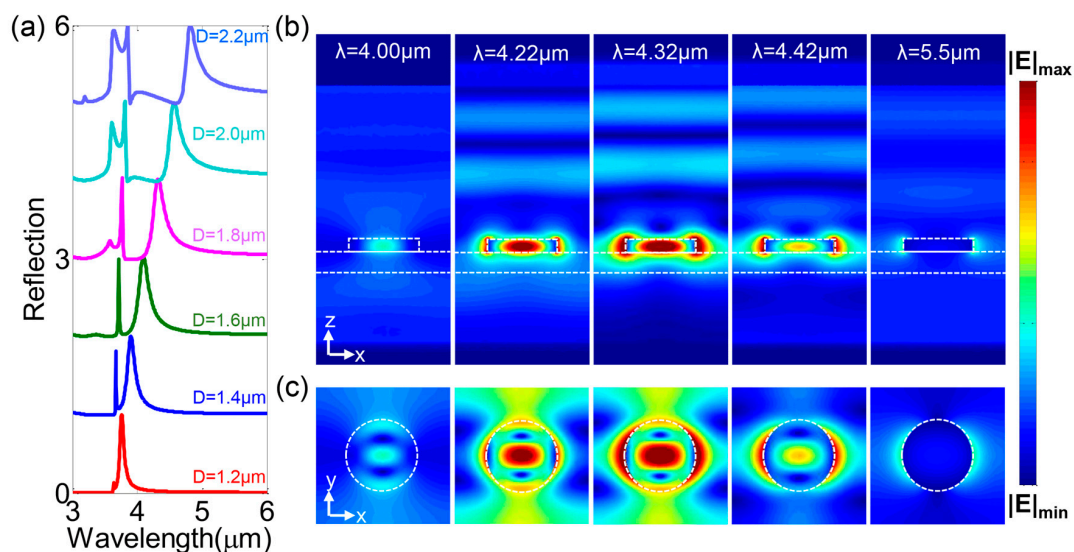 (a)
6
D=2.2μm
D=2.0μm
D=1.8μm
3
D=1.6μm
D=1.4μm
D=1.2μm
0
3 4 5 6
Reflection
Wavelength(μm)
(b)
λ=4.00μm λ=4.22μm λ=4.32μm λ=4.42μm λ=5.5μm
z
x
(c)
y
x
|E|max
|E|min